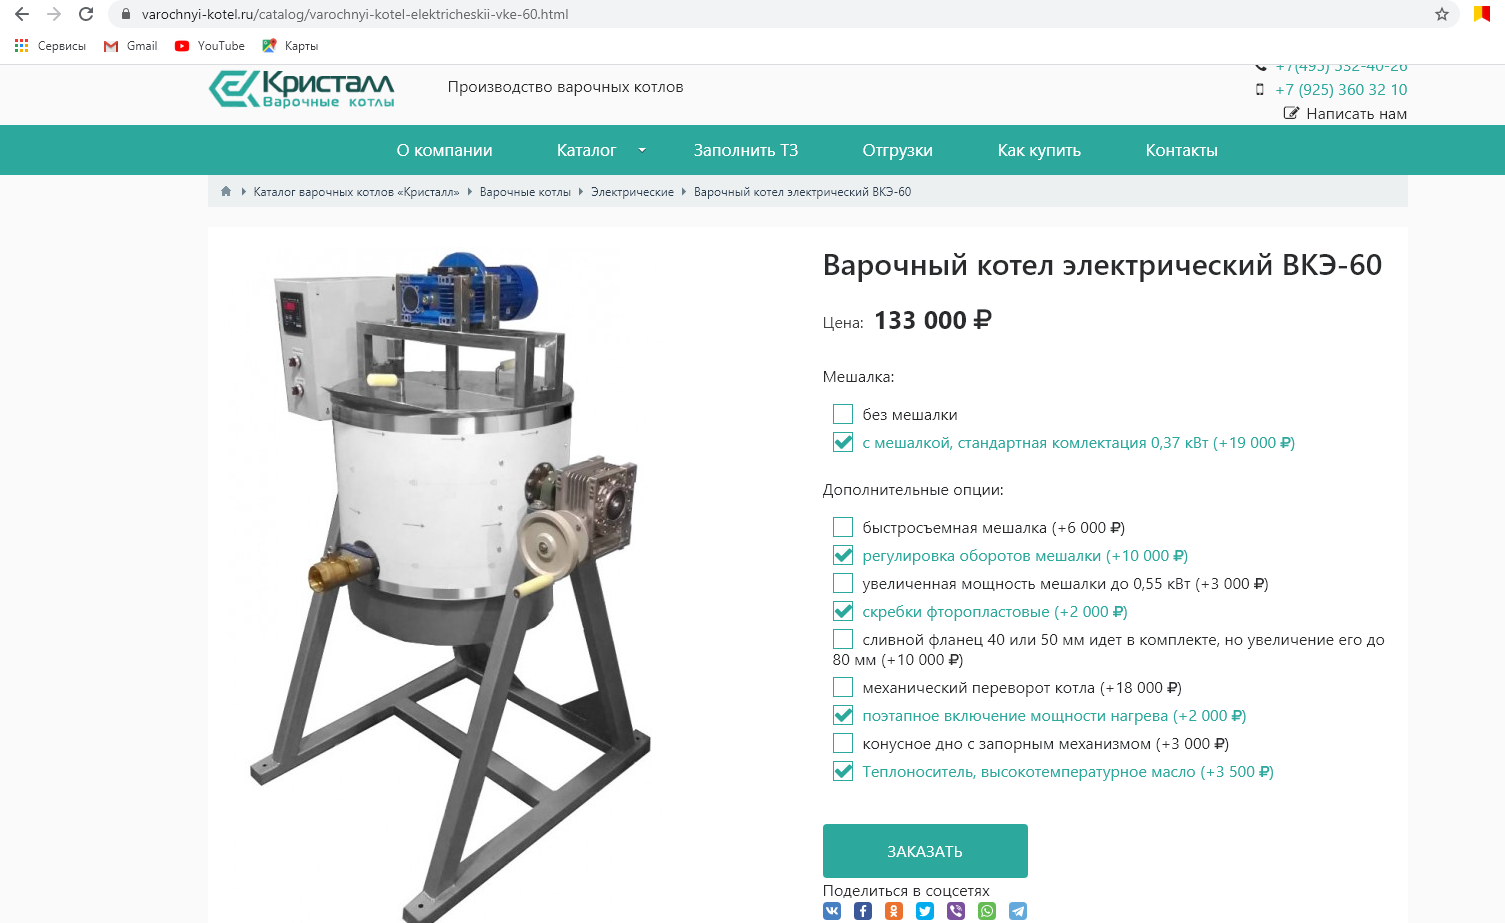 varochnyi-kotel.ru/catalog/varochnyi-kotel-elektricheskii-vke-60.html
Сервисы Gmail YouTube Карты
Кристалл
Варочные котлы
Производство варочных котлов
+7(495) 532-40-26
+7 (925) 360 32 10
Написать нам
О компании Каталог Заполнить ТЗ Отгрузки Как купить Контакты
Каталог варочных котлов «Кристалл» Варочные котлы Электрические Варочный котел электрический ВКЭ-60
Варочный котел электрический ВКЭ-60
Цена: 133 000 ₽
Мешалка:
без мешалки
с мешалкой, стандартная комлектация 0,37 кВт (+19 000 ₽)
Дополнительные опции:
быстросъемная мешалка (+6 000 ₽)
регулировка оборотов мешалки (+10 000 ₽)
увеличенная мощность мешалки до 0,55 кВт (+3 000 ₽)
скребки фторопластовые (+2 000 ₽)
сливной фланец 40 или 50 мм идет в комплекте, но увеличение его до
80 мм (+10 000 ₽)
механический переворот котла (+18 000 ₽)
поэтапное включение мощности нагрева (+2 000 ₽)
конусное дно с запорным механизмом (+3 000 ₽)
Теплоноситель, высокотемпературное масло (+3 500 ₽)
ЗАКАЗАТЬ
Поделиться в соцсетях